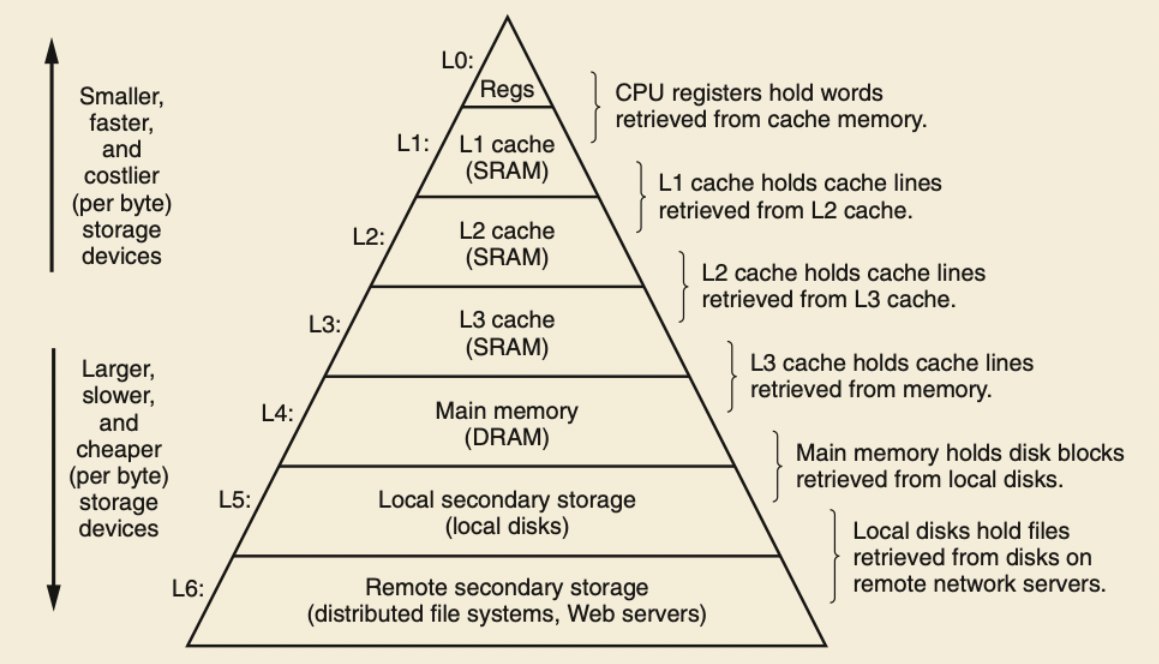 L0:
Regs
CPU registers hold words
retrieved from cache memory.
L1:
L1 cache
(SRAM)
L1 cache holds cache lines
retrieved from L2 cache.
L2:
L2 cache
(SRAM)
L2 cache holds cache lines
retrieved from L3 cache.
L3:
L3 cache
(SRAM)
L3 cache holds cache lines
retrieved from memory.
L4:
Main memory
(DRAM)
Main memory holds disk blocks
retrieved from local disks.
L5:
Local secondary storage
(local disks)
Local disks hold files
retrieved from disks on
remote network servers.
L6:
Remote secondary storage
(distributed file systems, Web servers)
Smaller,
faster,
and
costlier
(per byte)
storage
devices
Larger,
slower,
and
cheaper
(per byte)
storage
devices